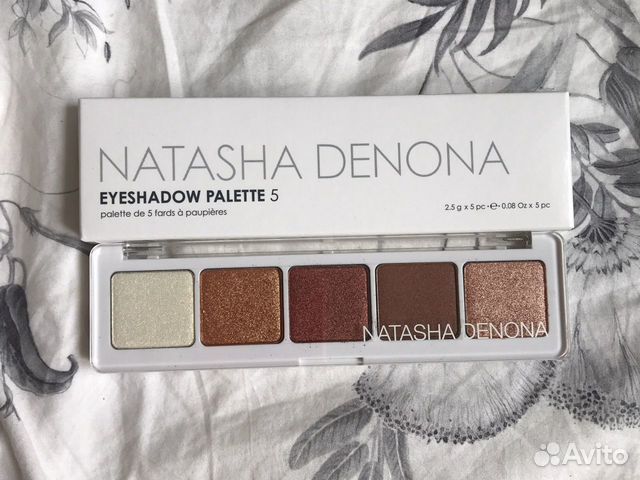 NATASHA DENONA
EYESHADOW PALETTE 5
palette de 5 fards à paupières
2.5 g x 5 pc • ℮ • 0.08 Oz x 5 pc
NATASHA DENONA
Avito